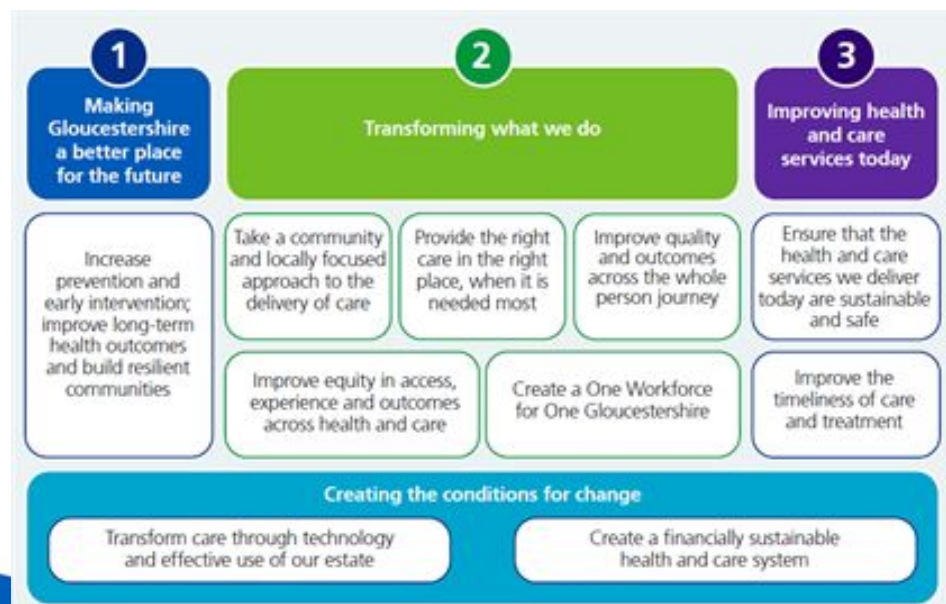 1
Making
Gloucestershire
a better place
for the future
2
Transforming what we do
3
Improving health
and care
services today
Increase
prevention and
early intervention;
improve long-term
health outcomes
and build resilient
communities
Take a community
and locally focused
approach to the
delivery of care
Provide the right
care in the right
place, when it is
needed most
Improve quality
and outcomes
across the whole
person journey
Improve equity in access,
experience and outcomes
across health and care
Create a One Workforce
for One Gloucestershire
Ensure that the
health and care
services we deliver
today are sustainable
and safe
Improve the
timeliness of care
and treatment
Creating the conditions for change
Transform care through technology
and effective use of our estate
Create a financially sustainable
health and care system